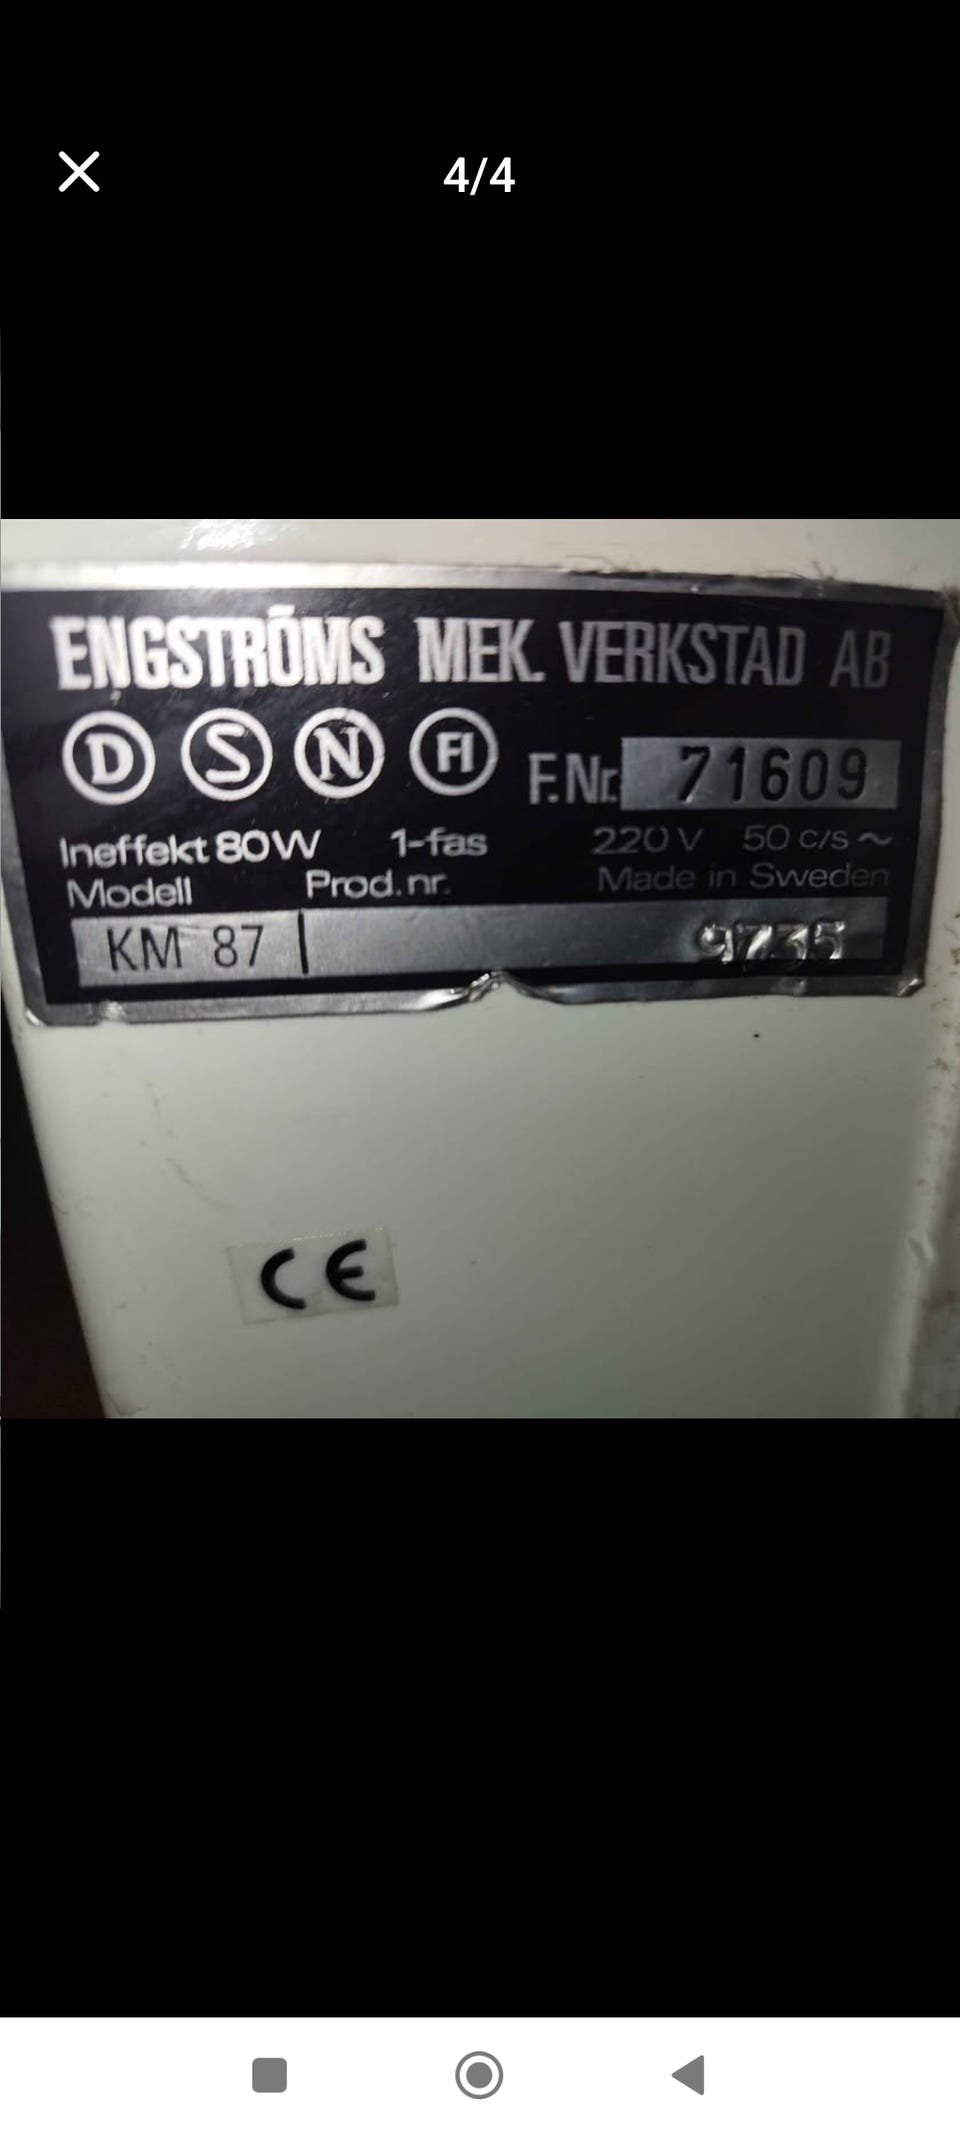 4/4
ENGSTRÖMS MEK. VERKSTAD AB
D S N FI F.Nr. 71609
Ineffekt 80W 1-fas 220 V 50 c/s ~
Modell Prod.nr. Made in Sweden
KM 87 9735
CE